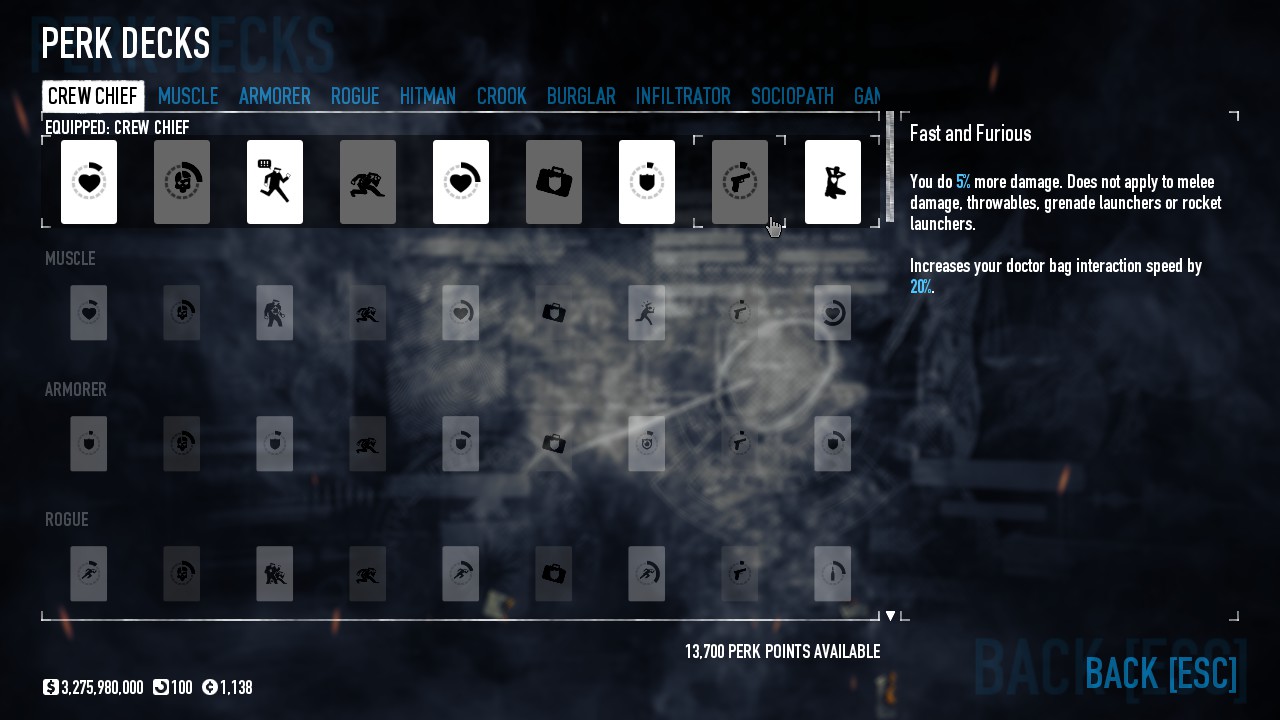 PERK DECKS
CREW CHIEF MUSCLE ARMORER ROGUE HITMAN CROOK BURGLAR INFILTRATOR SOCIOPATH GAM
EQUIPPED: CREW CHIEF
!!!
Fast and Furious
You do 5% more damage. Does not apply to melee
damage, throwables, grenade launchers or rocket
launchers.
Increases your doctor bag interaction speed by
20%.
MUSCLE
ARMORER
ROGUE
13,700 PERK POINTS AVAILABLE
$ 3,275,980,000 100 C 1,138
BACK [ESC]